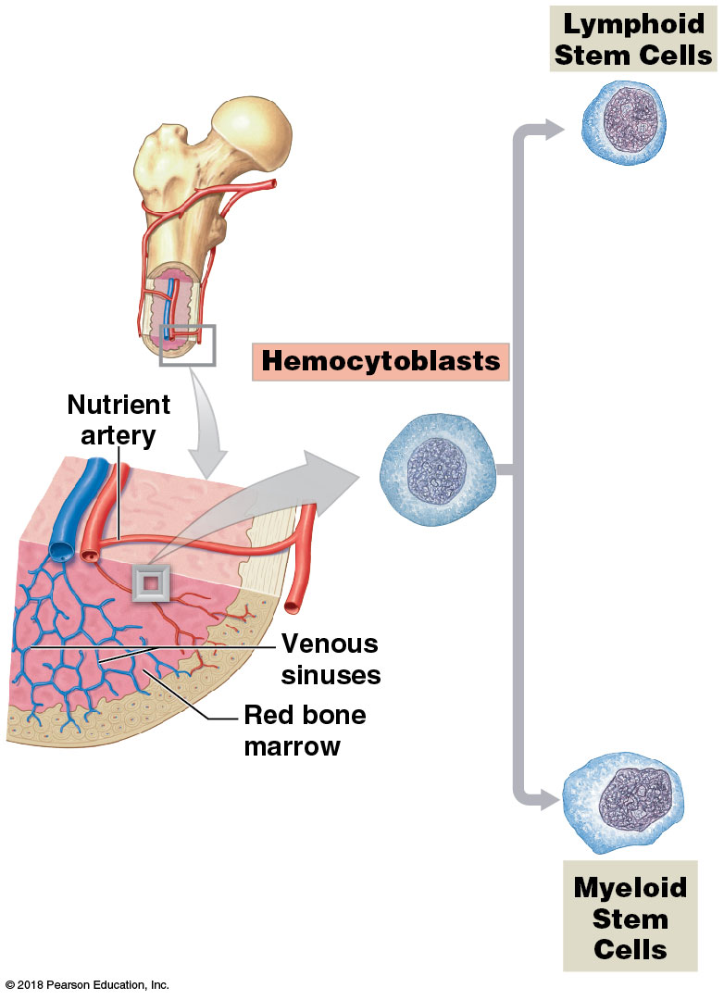 Lymphoid
Stem Cells
Hemocytoblasts
Nutrient
artery
Venous
sinuses
Red bone
marrow
Myeloid
Stem
Cells
© 2018 Pearson Education, Inc.